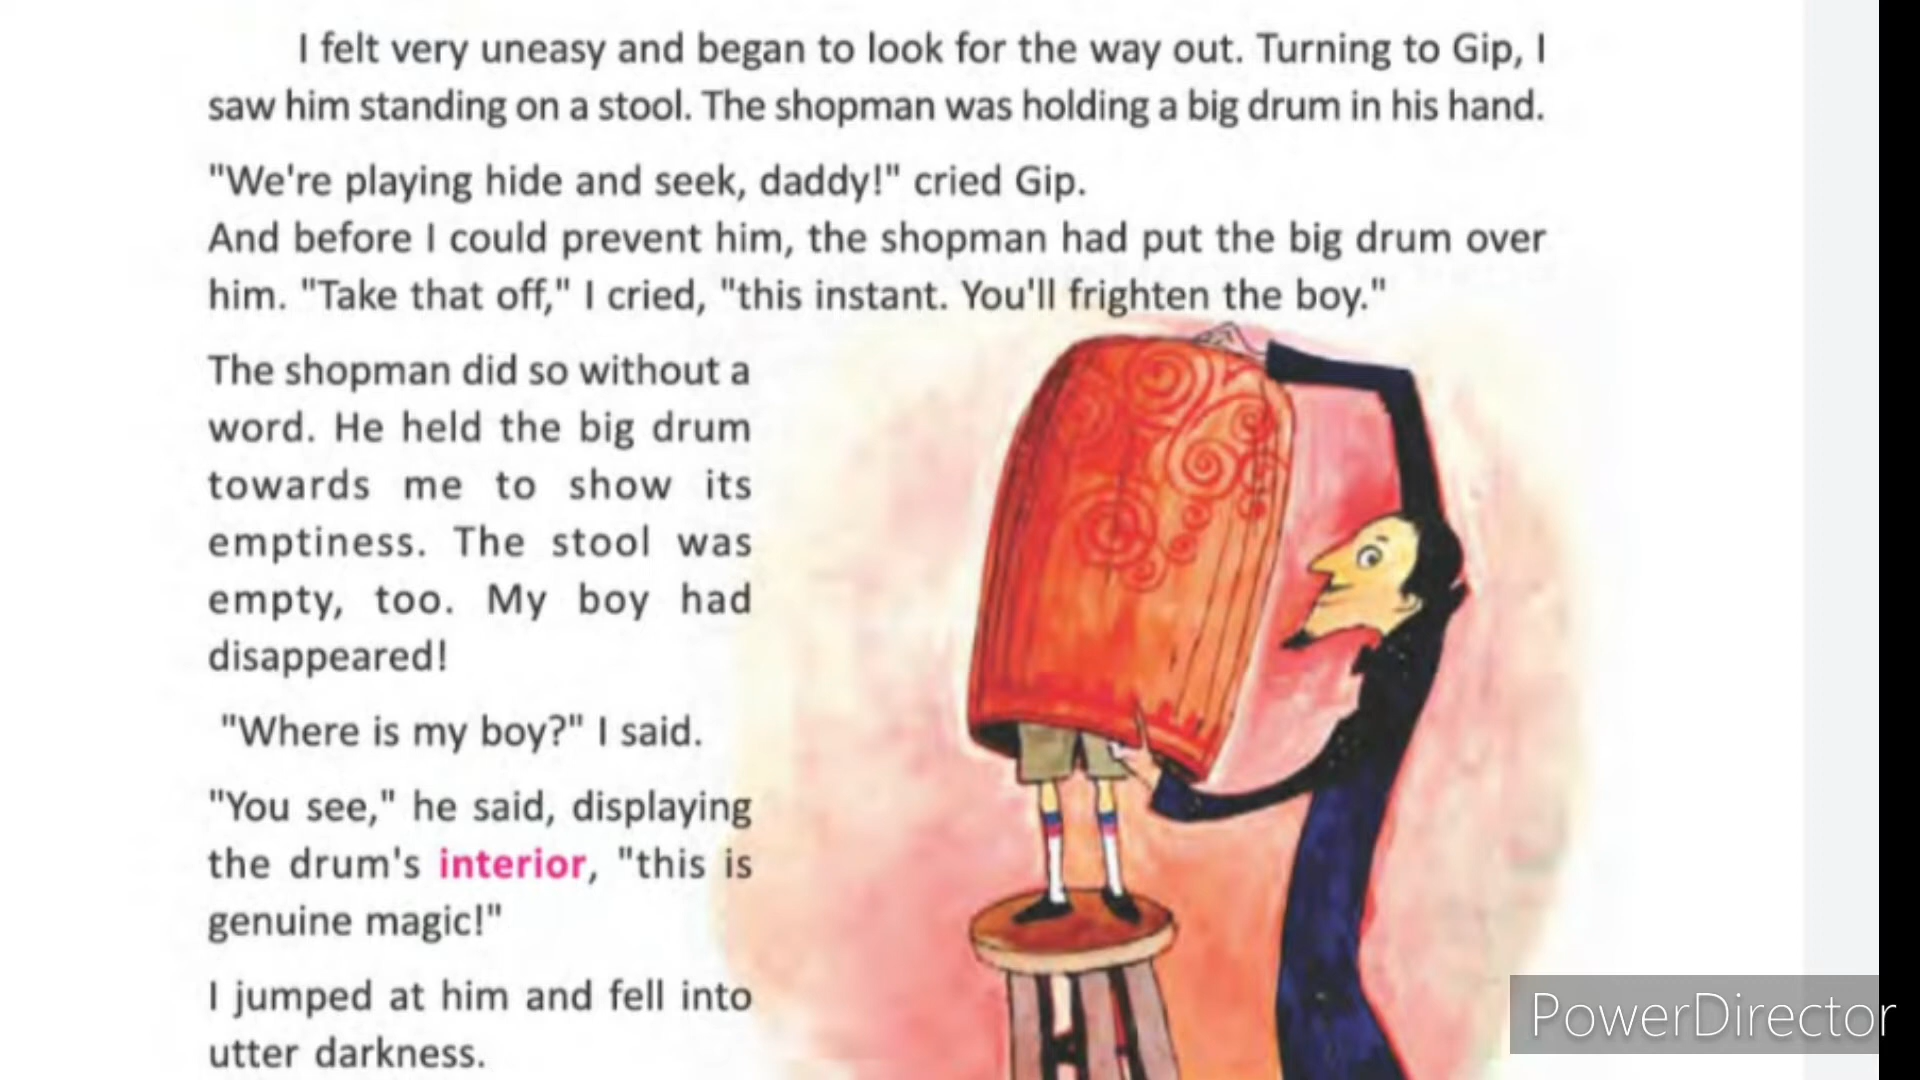 I felt very uneasy and began to look for the way out. Turning to Gip, I
saw him standing on a stool. The shopman was holding a big drum in his hand.
"We're playing hide and seek, daddy!" cried Gip.
And before I could prevent him, the shopman had put the big drum over
him. "Take that off," I cried, "this instant. You'll frighten the boy."
The shopman did so without a
word. He held the big drum
towards me to show its
emptiness. The stool was
empty, too. My boy had
disappeared!
"Where is my boy?" I said.
"You see," he said, displaying
the drum's interior, "this is
genuine magic!"
I jumped at him and fell into
utter darkness.
PowerDirector